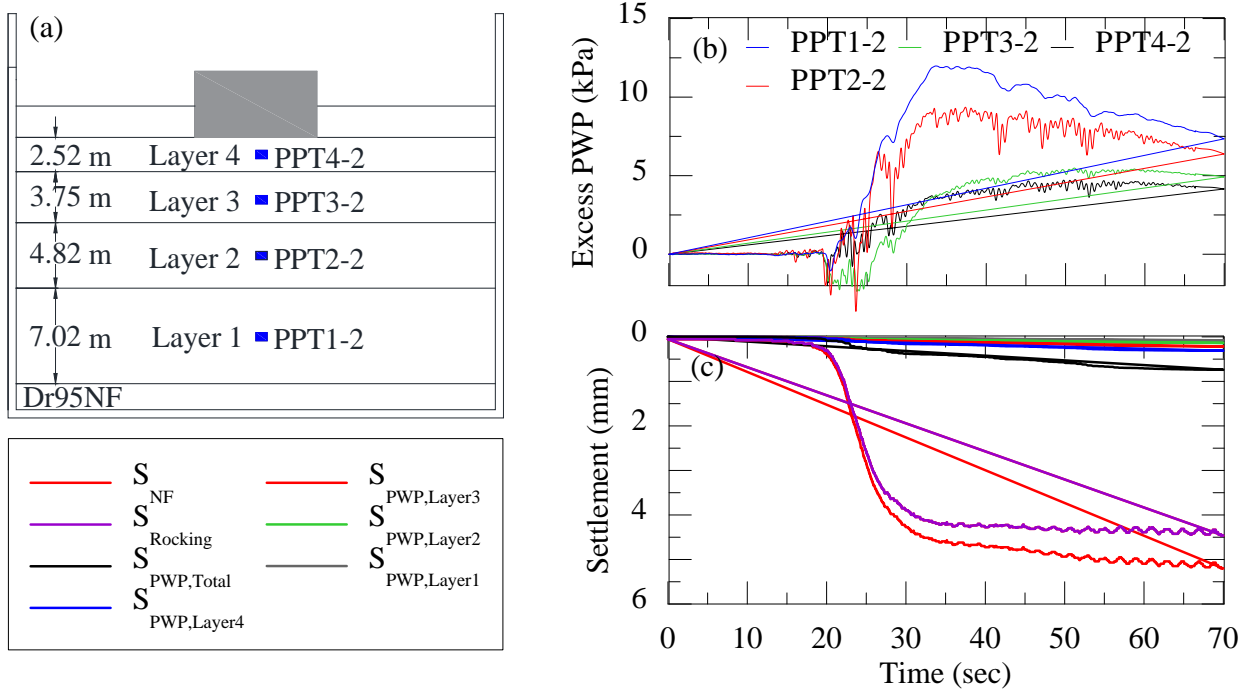 (a)
2.52 m Layer 4 PPT4-2
3.75 m Layer 3 PPT3-2
4.82 m Layer 2 PPT2-2
7.02 m Layer 1 PPT1-2
Dr95NF
S NF
S Rocking
S PWP,Total
S PWP,Layer4
S PWP,Layer3
S PWP,Layer2
S PWP,Layer1
(b)
PPT1-2 PPT3-2 PPT4-2
PPT2-2
Excess PWP (kPa)
15
10
5
0
(c)
Settlement (mm)
0
2
4
6
0 10 20 30 40 50 60 70
Time (sec)